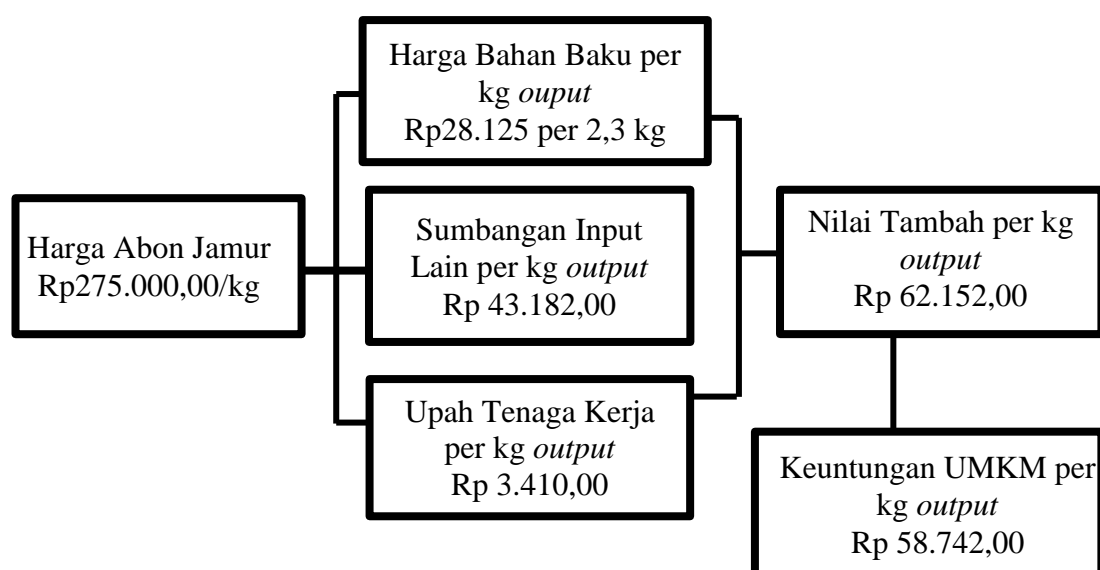 Harga Abon Jamur
Rp275.000,00/kg
Harga Bahan Baku per
kg ouput
Rp28.125 per 2,3 kg
Sumbangan Input
Lain per kg output
Rp 43.182,00
Upah Tenaga Kerja
per kg output
Rp 3.410,00
Nilai Tambah per kg
output
Rp 62.152,00
Keuntungan UMKM per
kg output
Rp 58.742,00